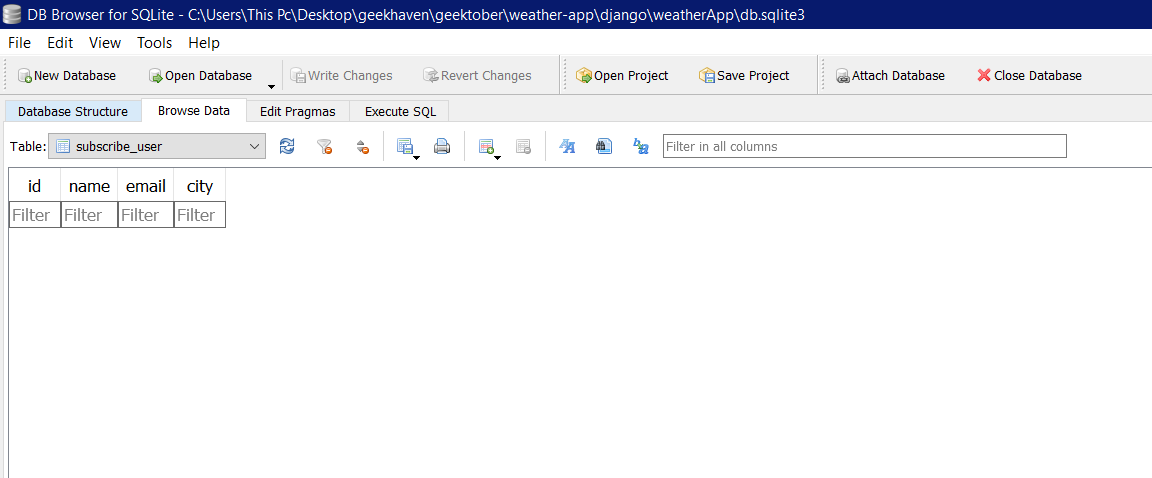 DB Browser for SQLite - C:\Users\This Pc\Desktop\geekhaven\geektober\weather-app\django\weatherApp\db.sqlite3
File Edit View Tools Help
New Database Open Database Write Changes Revert Changes Open Project Save Project Attach Database Close Database
Database Structure Browse Data Edit Pragmas Execute SQL
Table: subscribe_user Filter in all columns
id name email city
Filter Filter Filter Filter